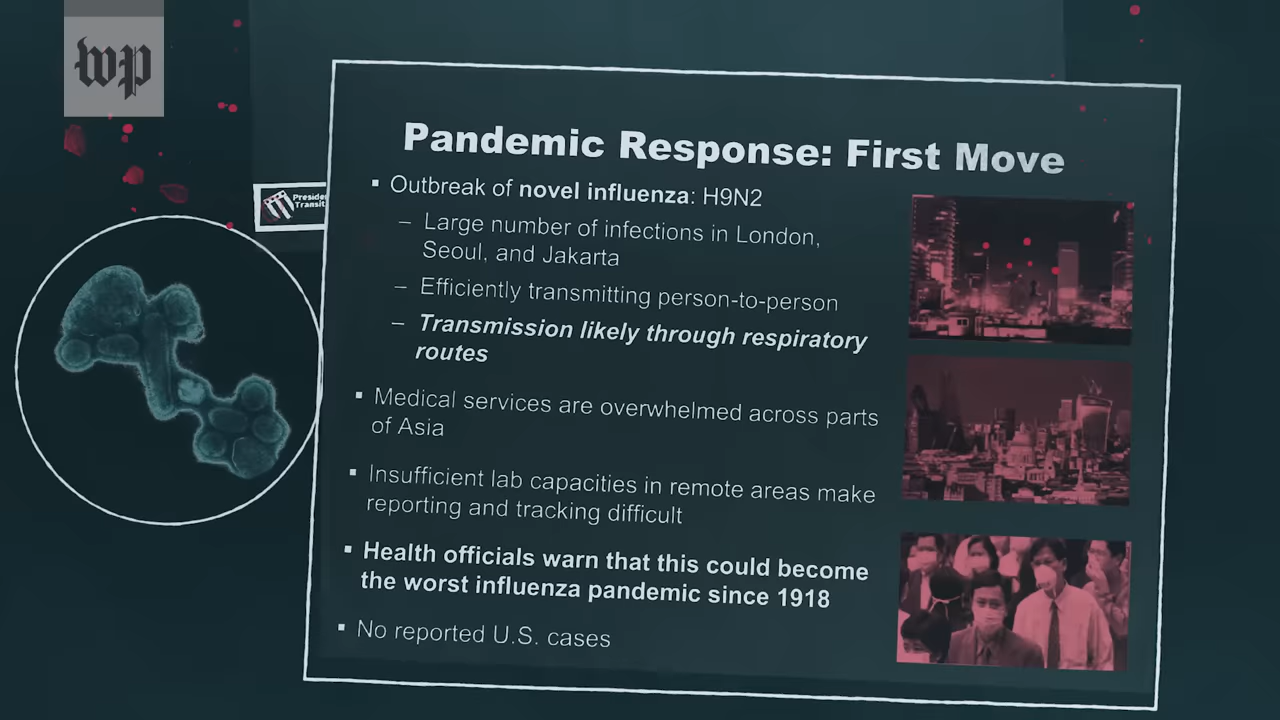 wp
Presiden
Transit
Pandemic Response: First Move
▪ Outbreak of novel influenza: H9N2
– Large number of infections in London,
Seoul, and Jakarta
– Efficiently transmitting person-to-person
– Transmission likely through respiratory
routes
▪ Medical services are overwhelmed across parts
of Asia
▪ Insufficient lab capacities in remote areas make
reporting and tracking difficult
▪ Health officials warn that this could become
the worst influenza pandemic since 1918
▪ No reported U.S. cases